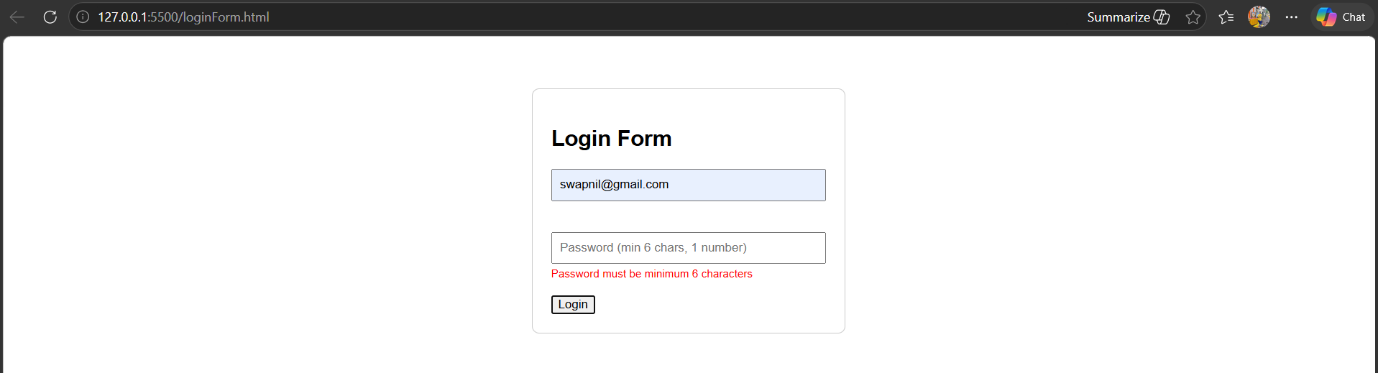 127.0.0.1:5500/loginForm.html Summarize Chat
Login Form
swapnil@gmail.com
Password (min 6 chars, 1 number)
Password must be minimum 6 characters
Login